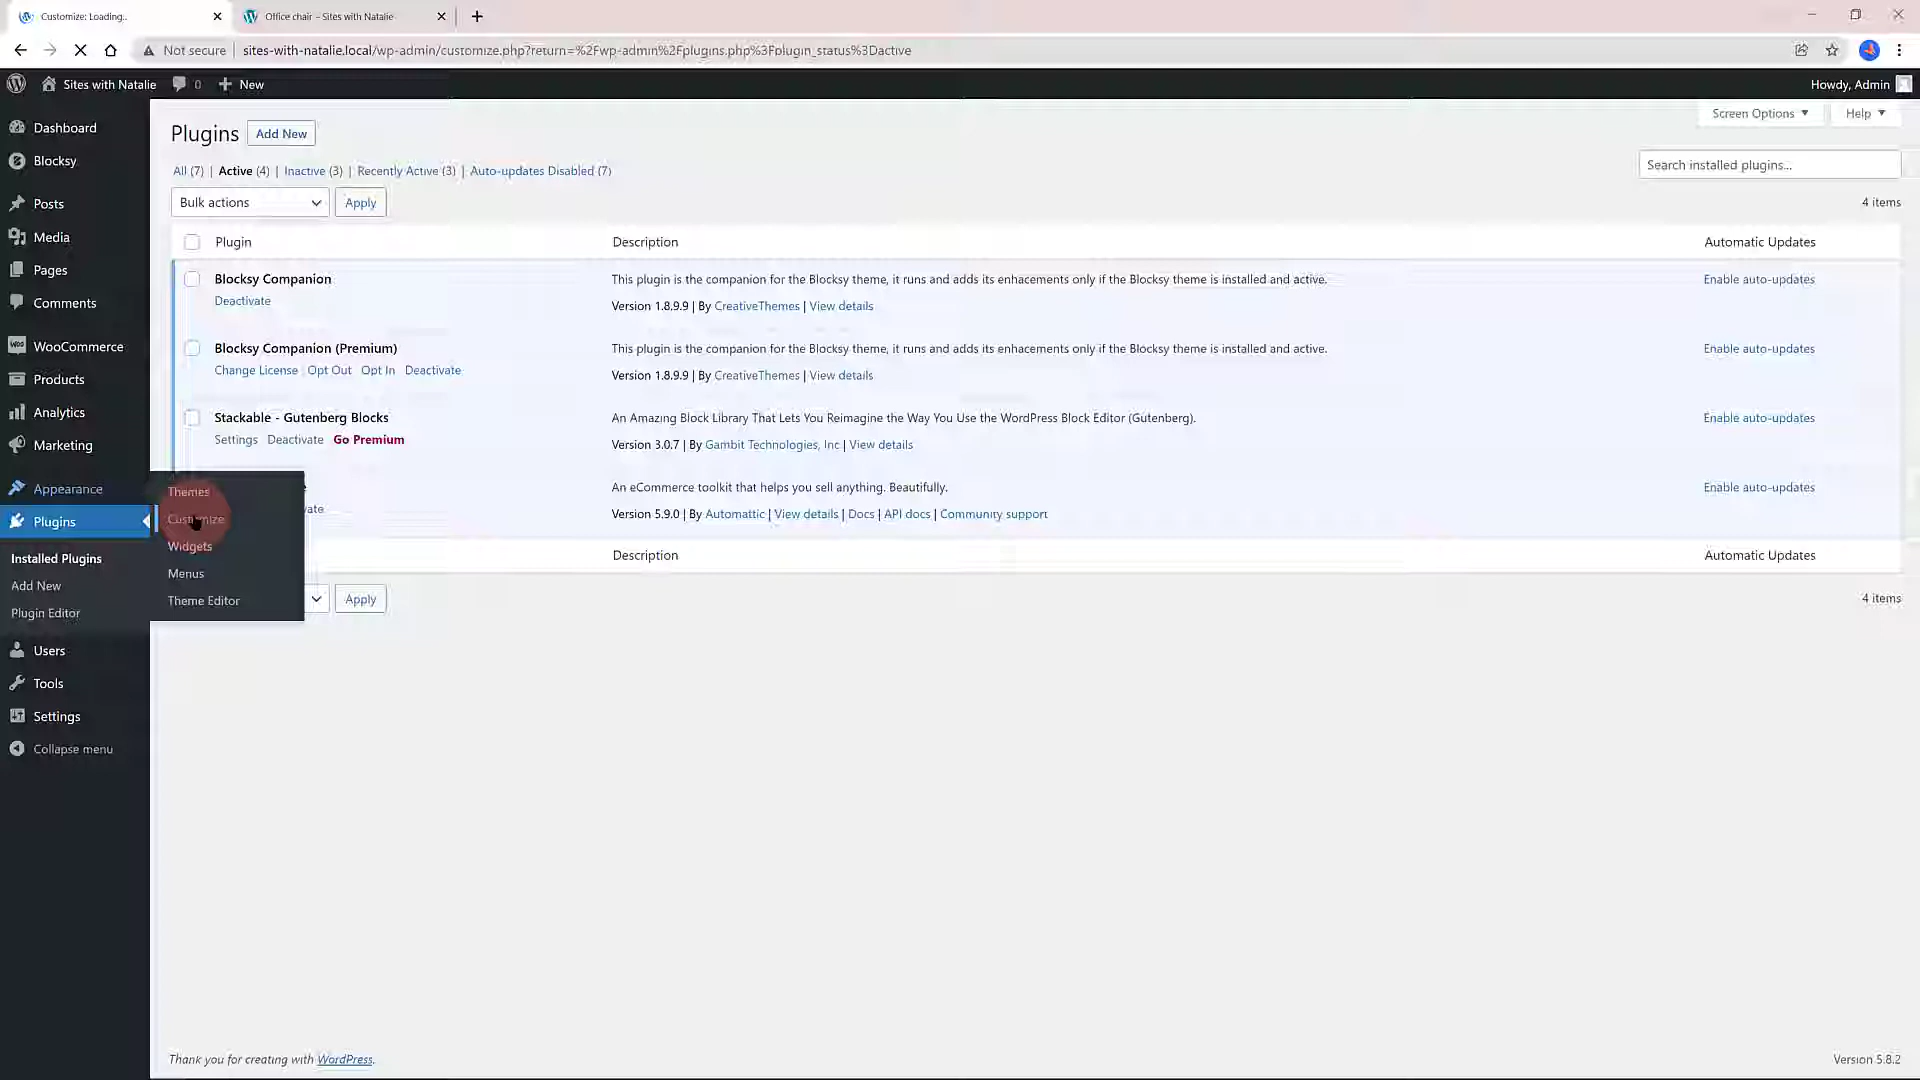 Customize: Loading..
Office chair – Sites with Natalie
Not secure
sites-with-natalie.local/wp-admin/customize.php?return=%2Fwp-admin%2Fplugins.php%3Fplugin_status%3Dactive
Sites with Natalie
0
New
Howdy, Admin
Dashboard
Blocksy
Posts
Media
Pages
Comments
WooCommerce
Products
Analytics
Marketing
Appearance
Plugins
Installed Plugins
Add New
Plugin Editor
Users
Tools
Settings
Collapse menu
Themes
Customize
Widgets
Menus
Theme Editor
Screen Options
Help
Plugins
Add New
All (7) | Active (4) | Inactive (3) | Recently Active (3) | Auto-updates Disabled (7)
Search installed plugins...
Bulk actions
Apply
4 items
Plugin
Description
Automatic Updates
Blocksy Companion
Deactivate
This plugin is the companion for the Blocksy theme, it runs and adds its enhacements only if the Blocksy theme is installed and active.
Version 1.8.9.9 | By CreativeThemes | View details
Enable auto-updates
Blocksy Companion (Premium)
Change License Opt Out Opt In Deactivate
This plugin is the companion for the Blocksy theme, it runs and adds its enhacements only if the Blocksy theme is installed and active.
Version 1.8.9.9 | By CreativeThemes | View details
Enable auto-updates
Stackable - Gutenberg Blocks
Settings Deactivate Go Premium
An Amazing Block Library That Lets You Reimagine the Way You Use the WordPress Block Editor (Gutenberg).
Version 3.0.7 | By Gambit Technologies, Inc | View details
Enable auto-updates
An eCommerce toolkit that helps you sell anything. Beautifully.
Version 5.9.0 | By Automattic | View details | Docs | API docs | Community support
Enable auto-updates
Description
Automatic Updates
Apply
4 items
Thank you for creating with WordPress.
Version 5.8.2